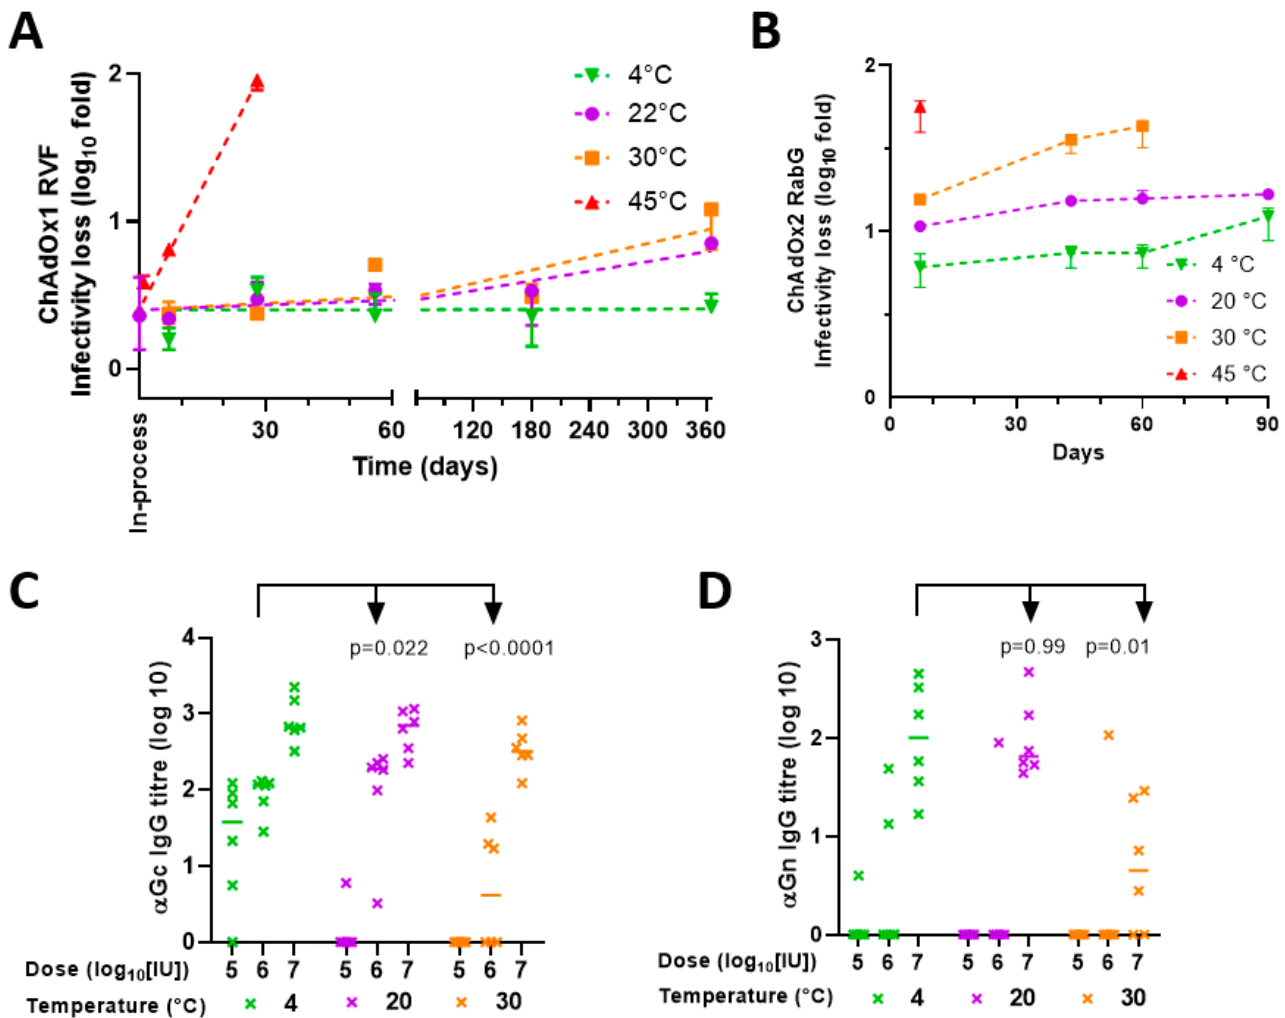 A
B
ChAdOx1 RVF
Infectivity loss (log10 fold)
2
1
0
4°C
22°C
30°C
45°C
In-process
30
60
120
180
240
300
360
Time (days)
ChAdOx2 RabG
Infectivity loss (log10 fold)
2
1
0
4 °C
20 °C
30 °C
45 °C
0
30
60
90
Days
C
D
αGc IgG titre (log 10)
4
3
2
1
0
p=0.022
p<0.0001
Dose (log10[IU])
5 6 7 5 6 7 5 6 7
Temperature (°C) 4 20 30
αGn IgG titre (log 10)
3
2
1
0
p=0.99
p=0.01
Dose (log10[IU])
5 6 7 5 6 7 5 6 7
Temperature (°C) 4 20 30